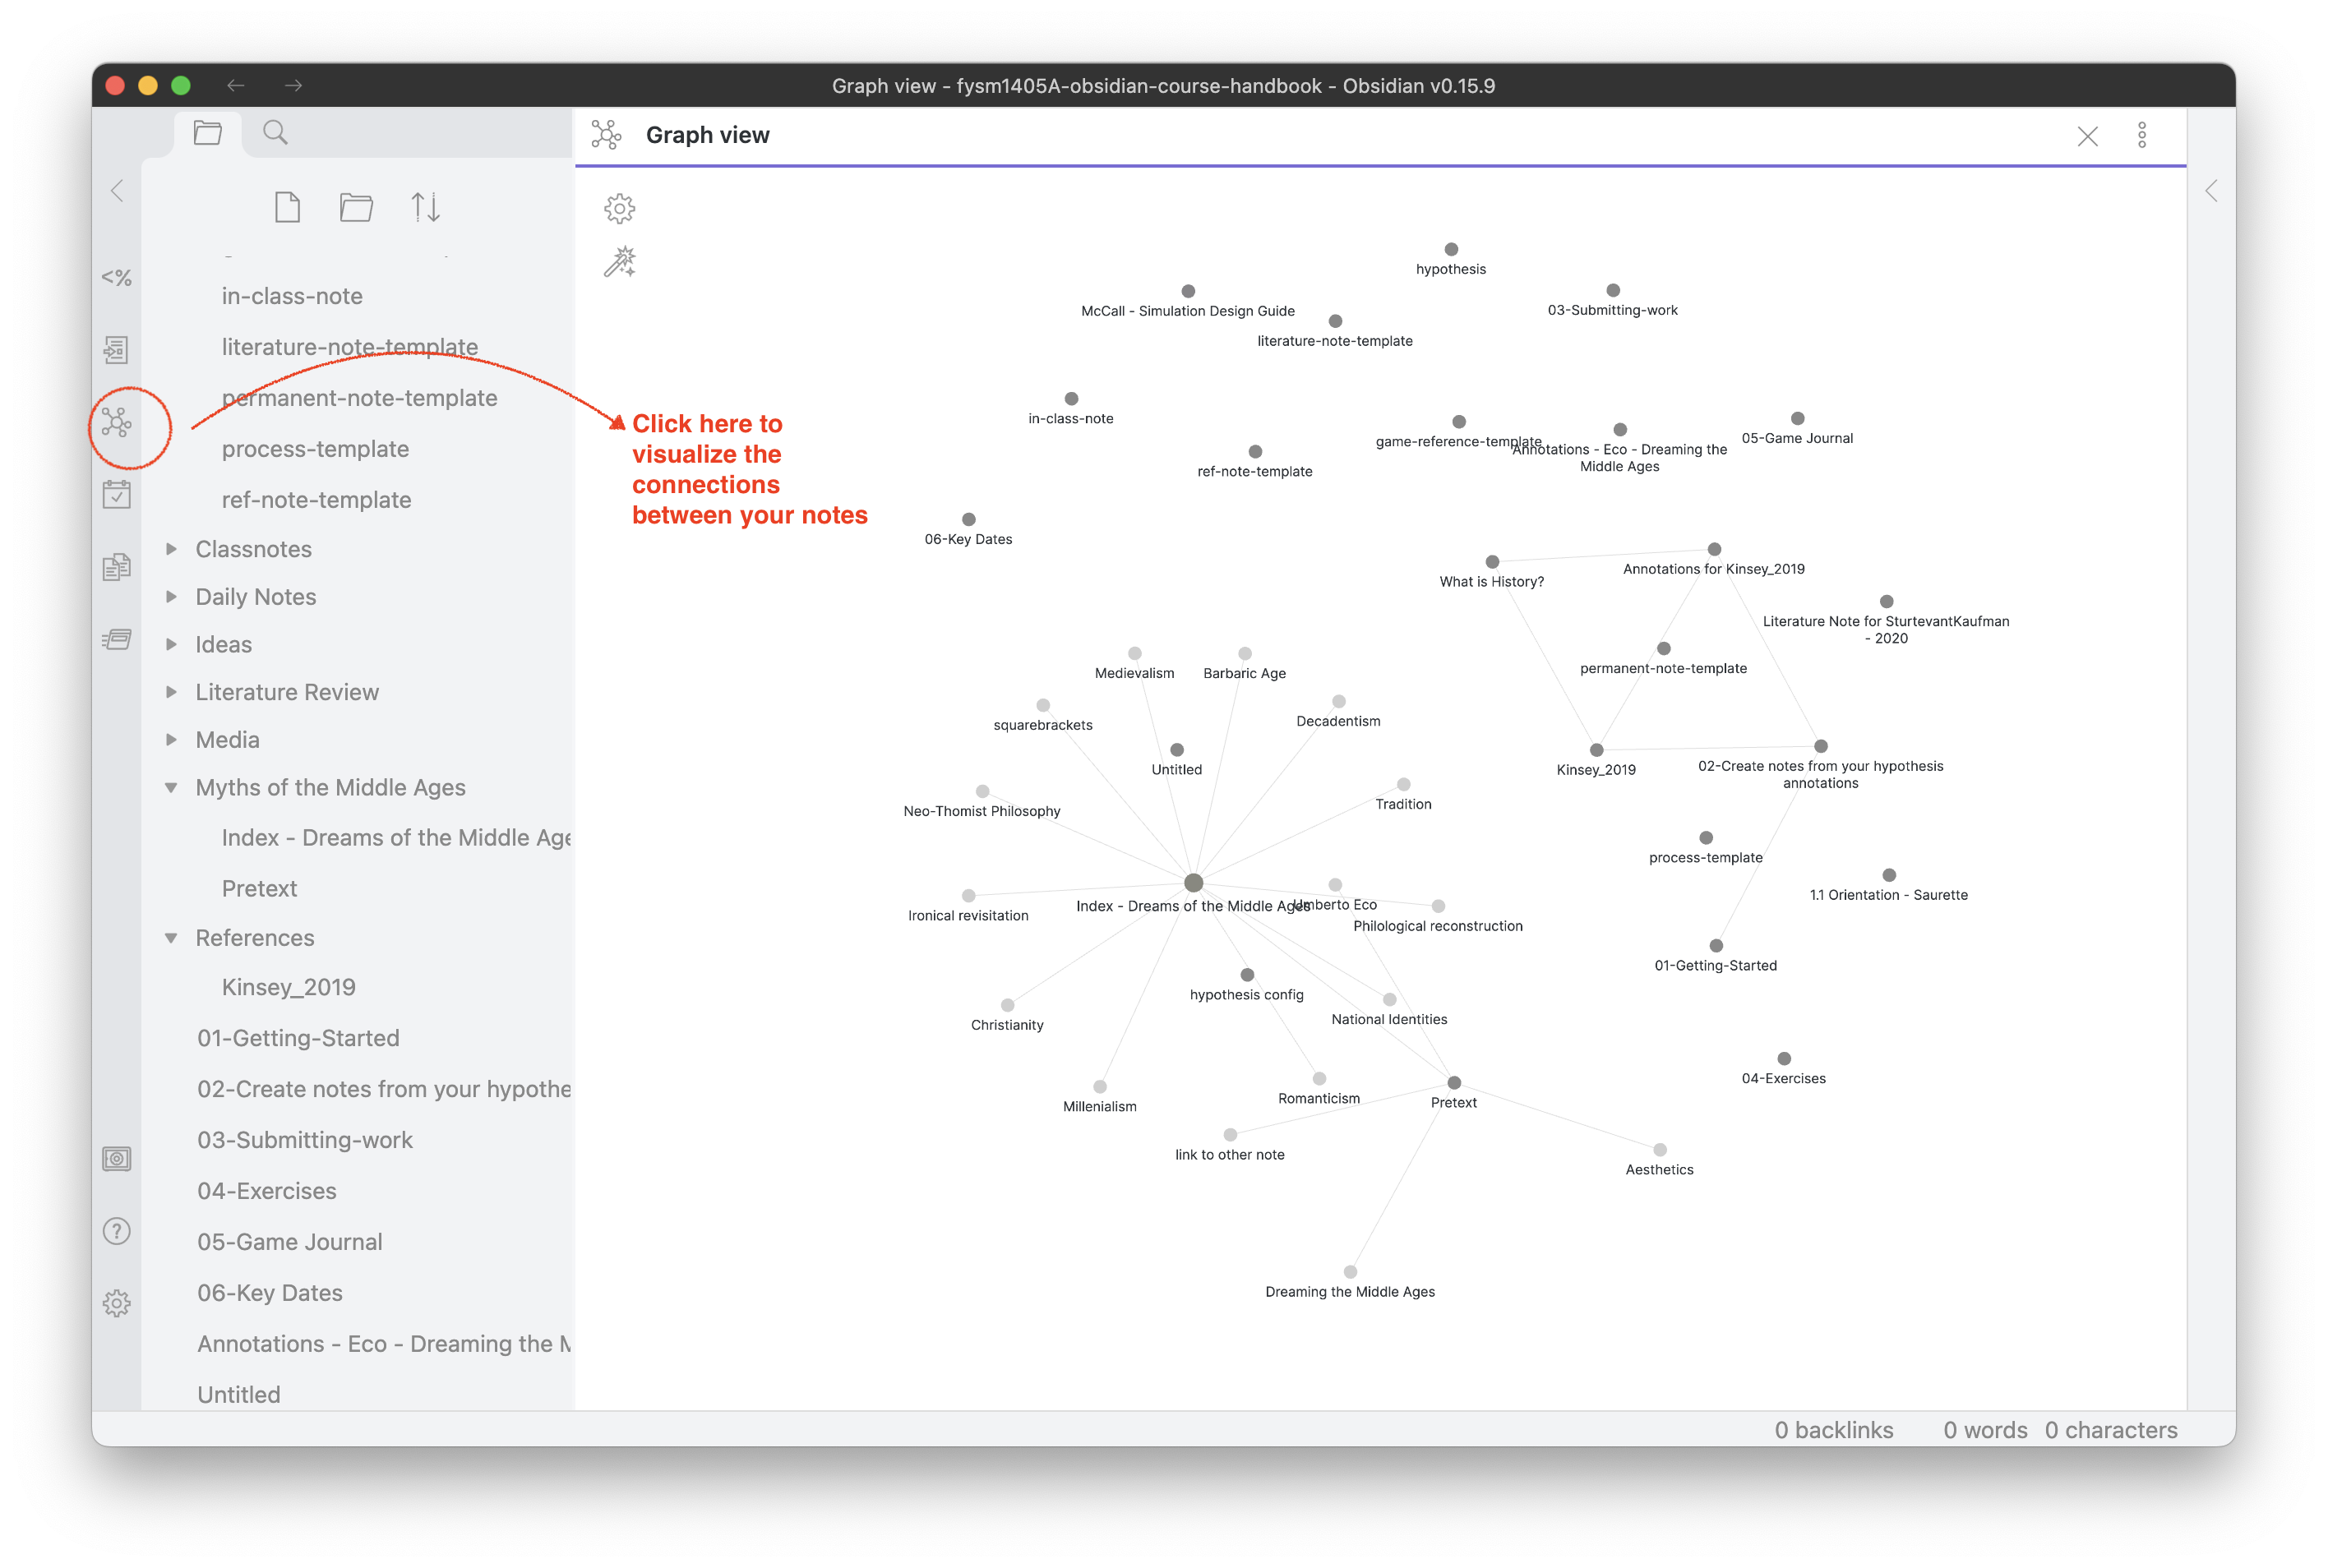 Graph view - fysm1405A-obsidian-course-handbook - Obsidian v0.15.9
Graph view
<%
in-class-note
literature-note-template
permanent-note-template
process-template
ref-note-template
Classnotes
Daily Notes
Ideas
Literature Review
Media
Myths of the Middle Ages
Index - Dreams of the Middle Age
Pretext
References
Kinsey_2019
01-Getting-Started
02-Create notes from your hypothe
03-Submitting-work
04-Exercises
05-Game Journal
06-Key Dates
Annotations - Eco - Dreaming the M
Untitled
Click here to
visualize the
connections
between your notes
hypothesis
McCall - Simulation Design Guide
03-Submitting-work
literature-note-template
in-class-note
game-reference-template
Annotations - Eco - Dreaming the
Middle Ages
05-Game Journal
ref-note-template
06-Key Dates
What is History?
Annotations for Kinsey_2019
Literature Note for SturtevantKaufman
- 2020
permanent-note-template
Medievalism
Barbaric Age
squarebrackets
Decadentism
Untitled
Kinsey_2019
02-Create notes from your hypothesis
annotations
Neo-Thomist Philosophy
Tradition
process-template
1.1 Orientation - Saurette
Ironical revisitation
Index - Dreams of the Middle Ages
Umberto Eco
Philological reconstruction
01-Getting-Started
hypothesis config
Christianity
National Identities
04-Exercises
Millenialism
Romanticism
Pretext
link to other note
Aesthetics
Dreaming the Middle Ages
0 backlinks
0 words
0 characters